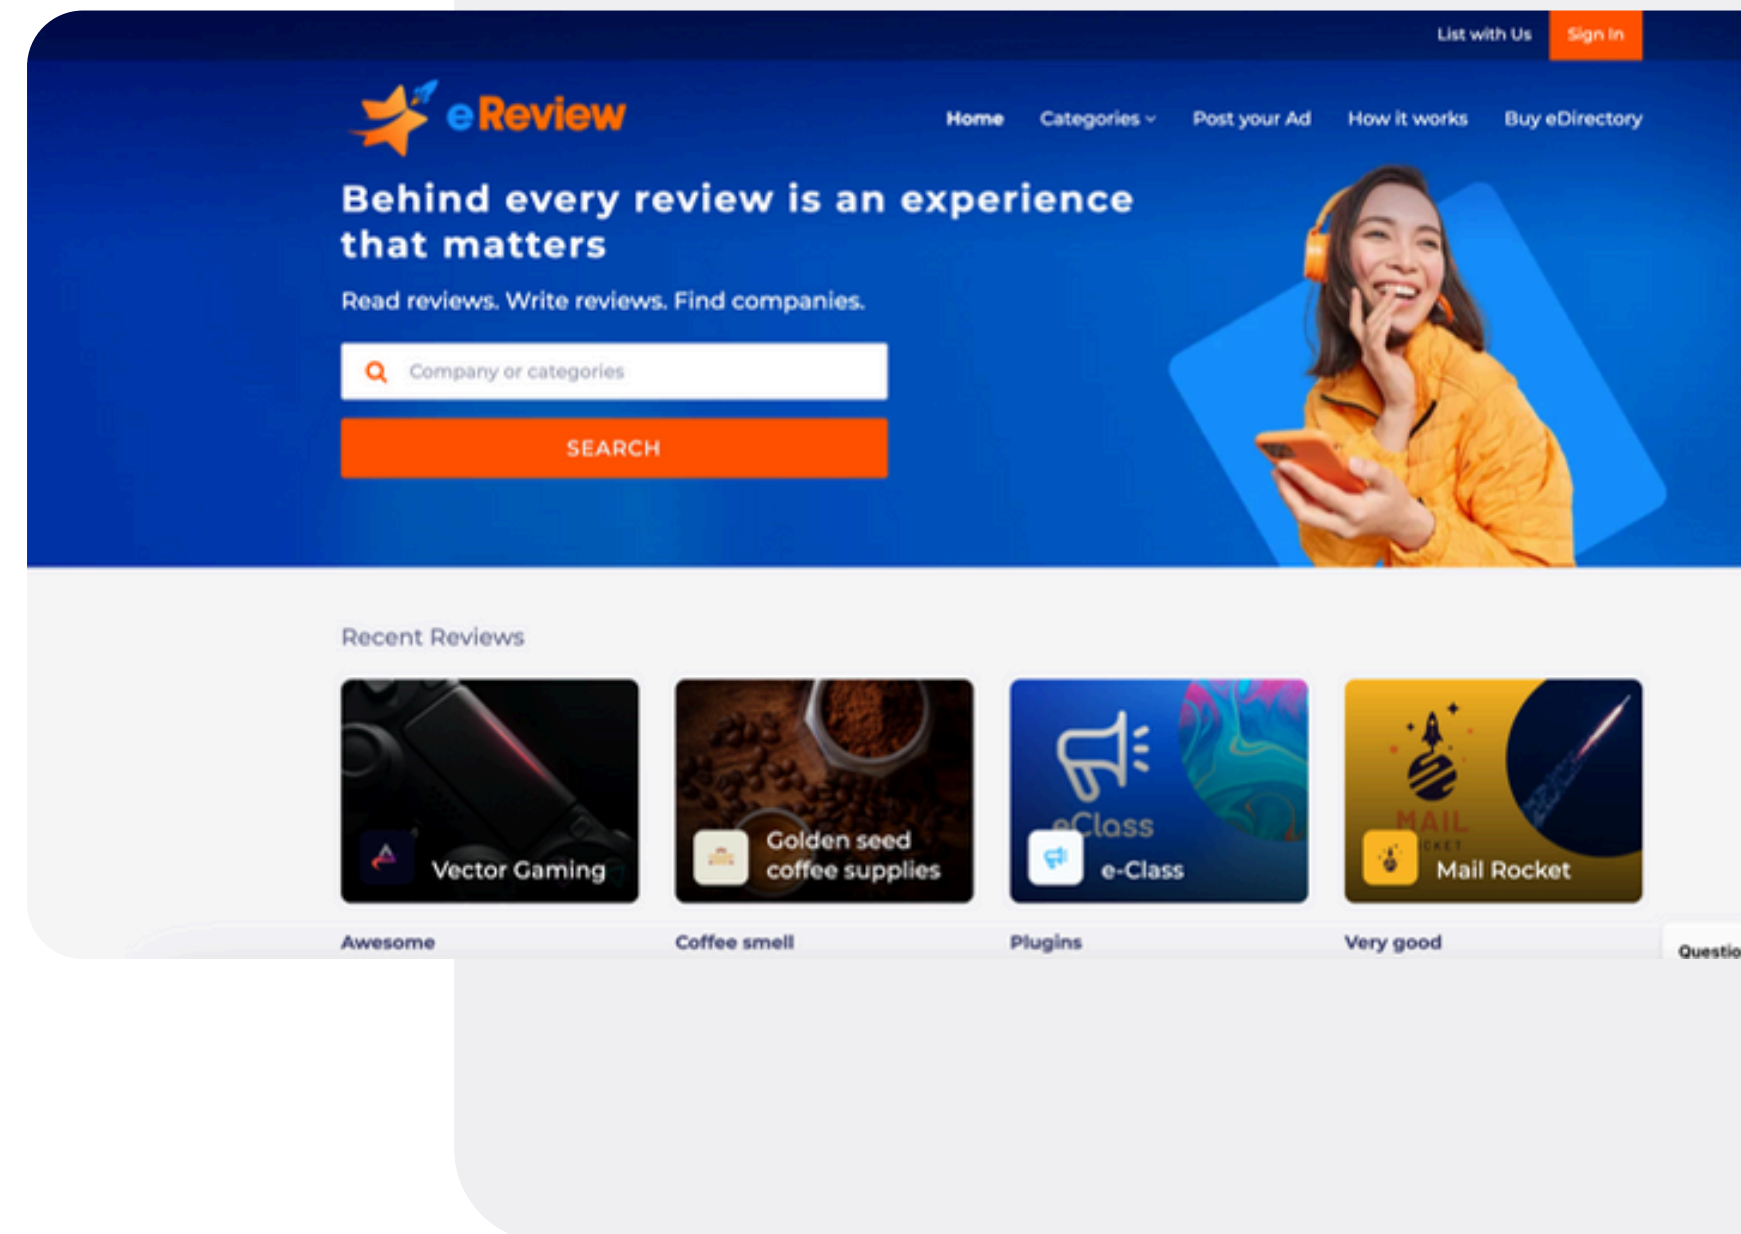 List with Us Sign In
e Review
Home Categories Post your Ad How it works Buy eDirectory
Behind every review is an experience
that matters
Read reviews. Write reviews. Find companies.
Company or categories
SEARCH
Recent Reviews
Vector Gaming
Golden seed
coffee supplies
eClass
e-Class
MAIL
Mail Rocket
Awesome Coffee smell Plugins Very good
Questio